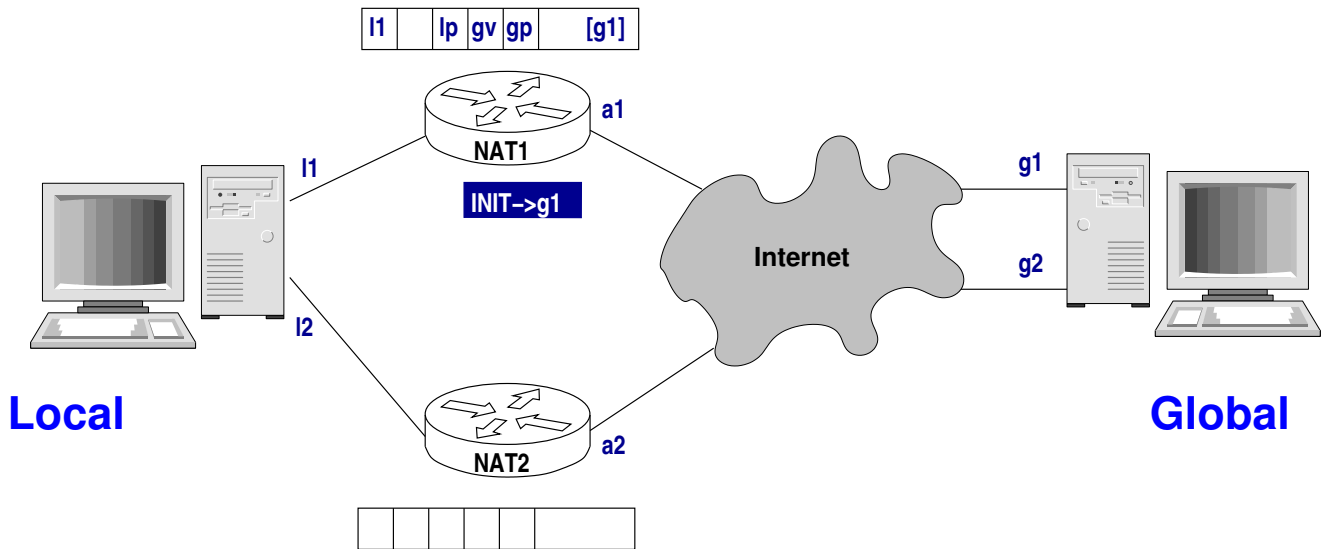 l1 lp gv gp [g1]
a1
NAT1
l1
INIT->g1
g1
Internet
g2
l2
Local
Global
a2
NAT2